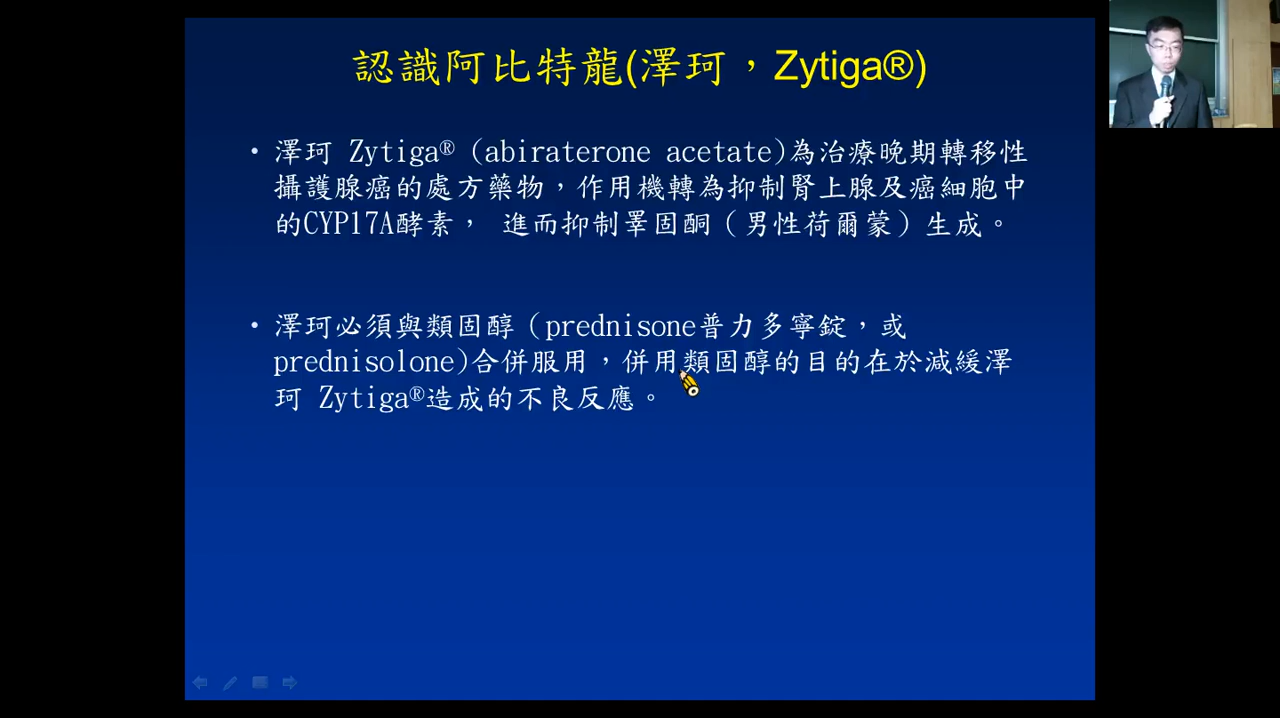 認識阿比特龍(澤珂，Zytiga®)
• 澤珂 Zytiga® (abiraterone acetate)為治療晚期轉移性
攝護腺癌的處方藥物，作用機轉為抑制腎上腺及癌細胞中
的CYP17A酵素， 進而抑制睪固酮（男性荷爾蒙）生成。
• 澤珂必須與類固醇（prednisone普力多寧錠，或
prednisolone)合併服用，併用類固醇的目的在於減緩澤
珂 Zytiga®造成的不良反應。